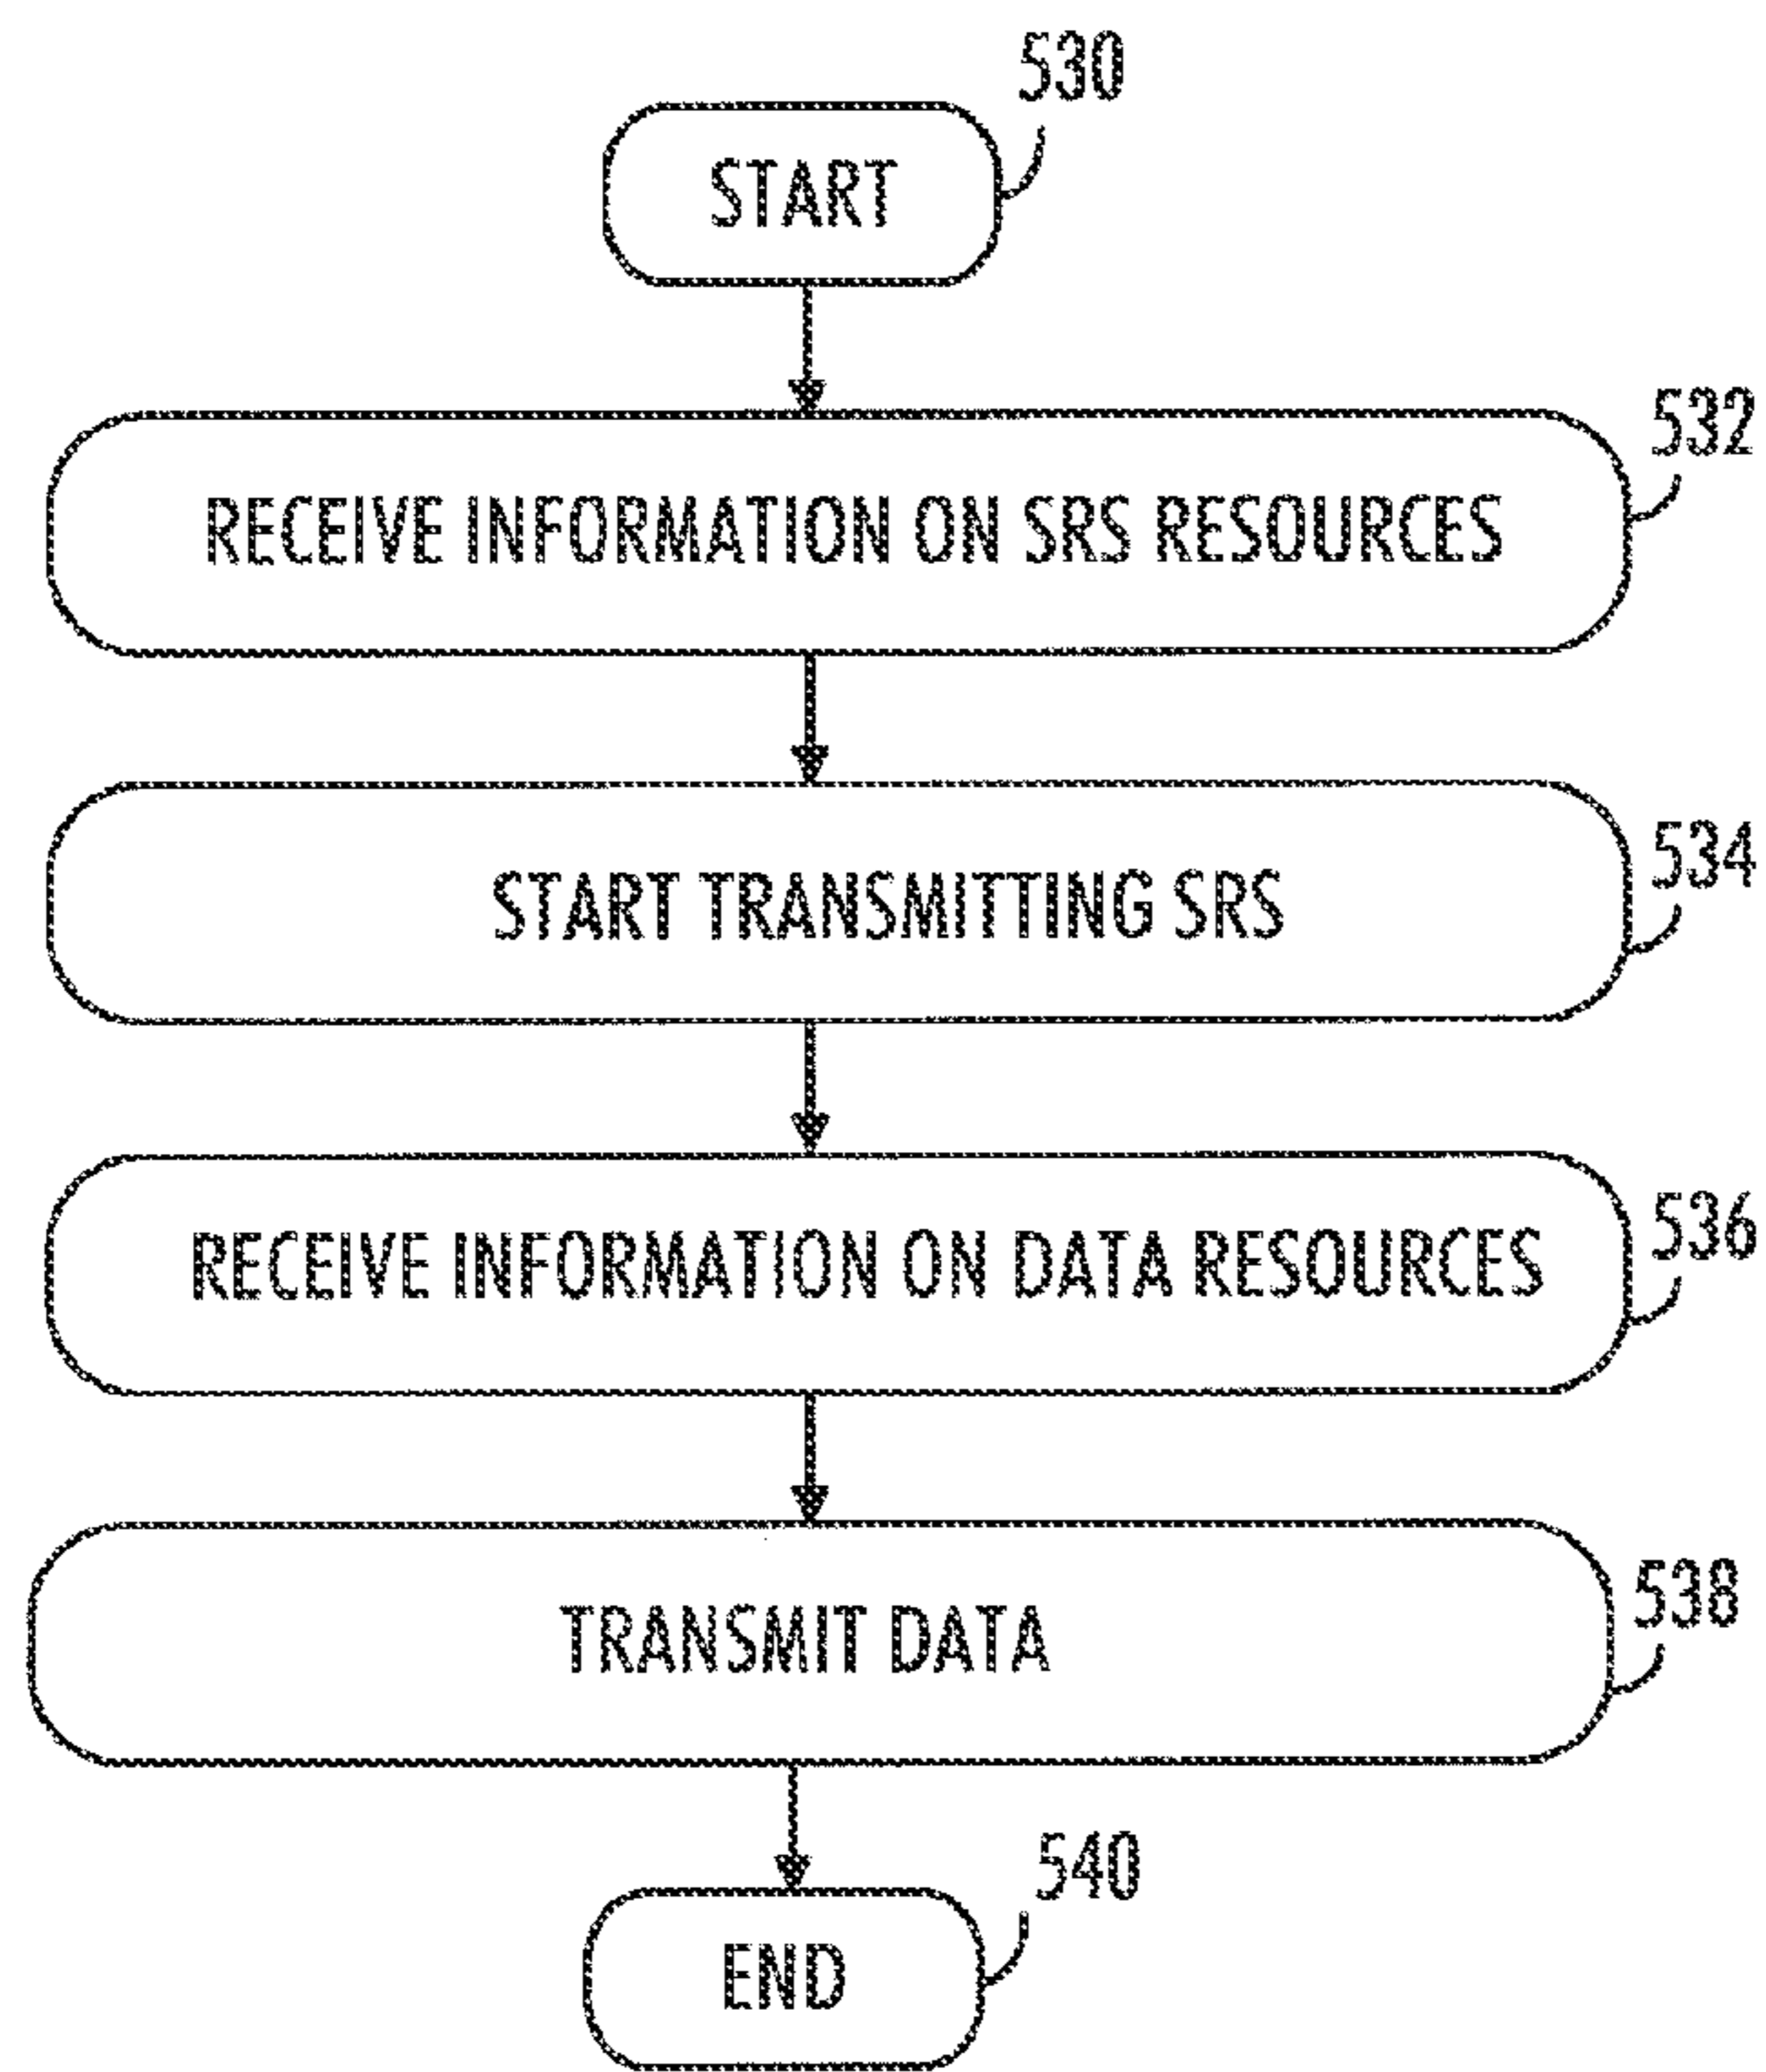 530
START
532
RECEIVE INFORMATION ON SRS RESOURCES
534
START TRANSMITTING SRS
536
RECEIVE INFORMATION ON DATA RESOURCES
538
TRANSMIT DATA
540
END